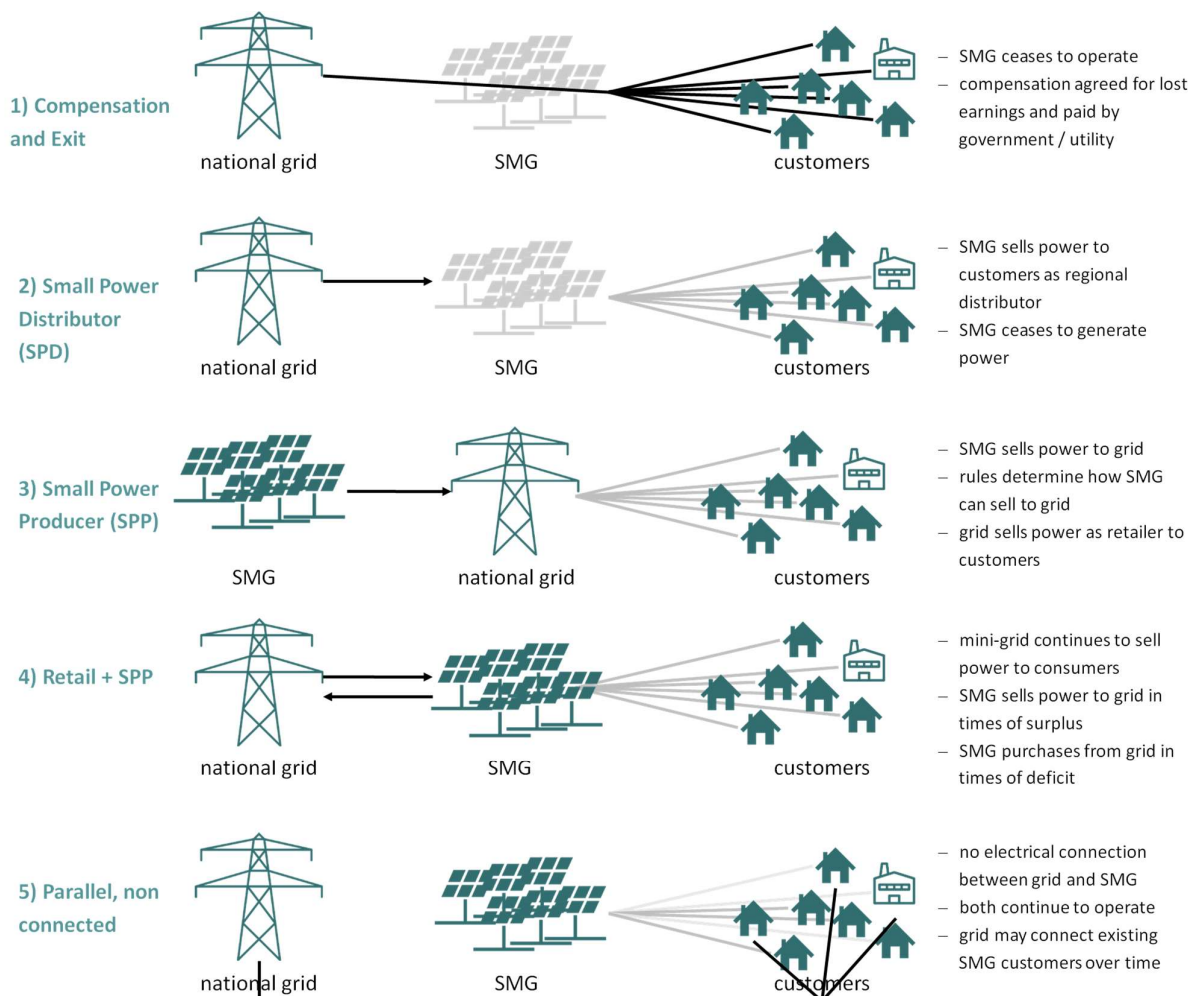 1) Compensation
and Exit
national grid
SMG
customers
– SMG ceases to operate
– compensation agreed for lost
earnings and paid by
government / utility
2) Small Power
Distributor
(SPD)
national grid
SMG
customers
– SMG sells power to
customers as regional
distributor
– SMG ceases to generate
power
3) Small Power
Producer (SPP)
SMG
national grid
customers
– SMG sells power to grid
– rules determine how SMG
can sell to grid
– grid sells power as retailer to
customers
4) Retail + SPP
national grid
SMG
customers
– mini-grid continues to sell
power to consumers
– SMG sells power to grid in
times of surplus
– SMG purchases from grid in
times of deficit
5) Parallel, non
connected
national grid
SMG
customers
– no electrical connection
between grid and SMG
– both continue to operate
– grid may connect existing
SMG customers over time